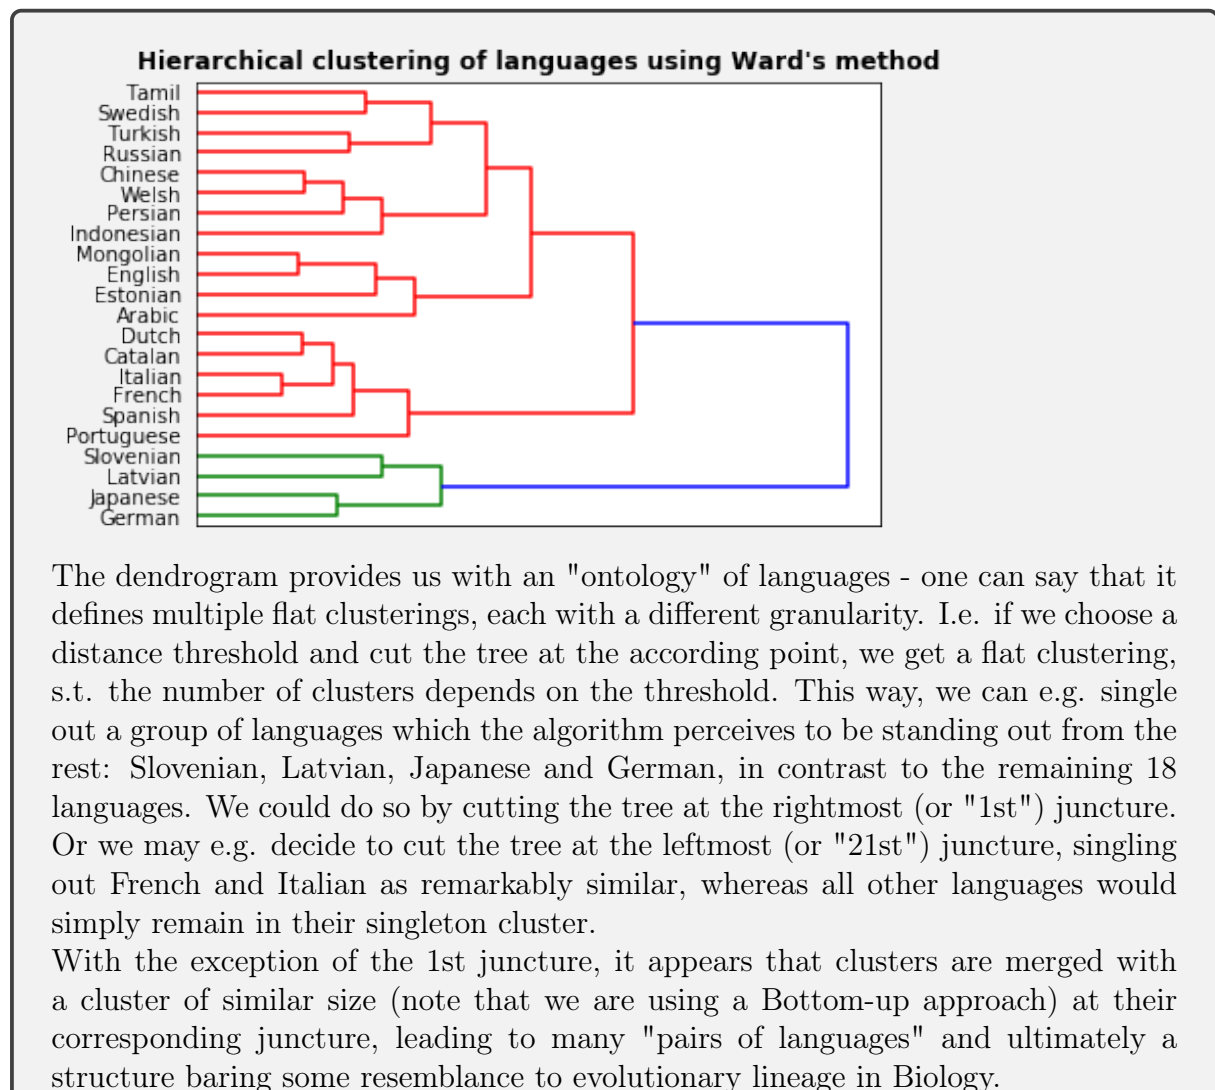 Hierarchical clustering of languages using Ward's method
Tamil
Swedish
Turkish
Russian
Chinese
Welsh
Persian
Indonesian
Mongolian
English
Estonian
Arabic
Dutch
Catalan
Italian
French
Spanish
Portuguese
Slovenian
Latvian
Japanese
German
The dendrogram provides us with an "ontology" of languages - one can say that it
defines multiple flat clusterings, each with a different granularity. I.e. if we choose a
distance threshold and cut the tree at the according point, we get a flat clustering,
s.t. the number of clusters depends on the threshold. This way, we can e.g. single
out a group of languages which the algorithm perceives to be standing out from the
rest: Slovenian, Latvian, Japanese and German, in contrast to the remaining 18
languages. We could do so by cutting the tree at the rightmost (or "1st") juncture.
Or we may e.g. decide to cut the tree at the leftmost (or "21st") juncture, singling
out French and Italian as remarkably similar, whereas all other languages would
simply remain in their singleton cluster.
With the exception of the 1st juncture, it appears that clusters are merged with
a cluster of similar size (note that we are using a Bottom-up approach) at their
corresponding juncture, leading to many "pairs of languages" and ultimately a
structure baring some resemblance to evolutionary lineage in Biology.